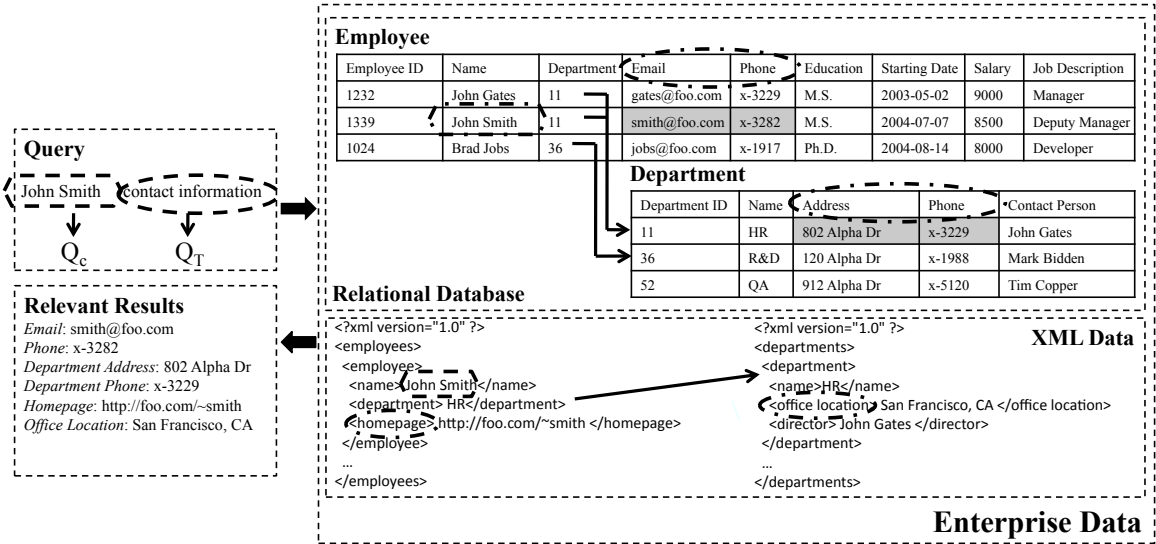 Query
John Smith contact information
Qc QT
Relevant Results
Email: smith@foo.com
Phone: x-3282
Department Address: 802 Alpha Dr
Department Phone: x-3229
Homepage: http://foo.com/~smith
Office Location: San Francisco, CA
Employee
Employee ID Name Department Email Phone Education Starting Date Salary Job Description
1232 John Gates 11 gates@foo.com x-3229 M.S. 2003-05-02 9000 Manager
1339 John Smith 11 smith@foo.com x-3282 M.S. 2004-07-07 8500 Deputy Manager
1024 Brad Jobs 36 jobs@foo.com x-1917 Ph.D. 2004-08-14 8000 Developer
Department
Department ID Name Address Phone Contact Person
11 HR 802 Alpha Dr x-3229 John Gates
36 R&D 120 Alpha Dr x-1988 Mark Bidden
52 QA 912 Alpha Dr x-5120 Tim Copper
Relational Database
<?xml version="1.0" ?>
<employees>
<employee>
<name> John Smith</name>
<department> HR</department>
<homepage> http://foo.com/~smith </homepage>
</employee>
...
</employees>
XML Data
<?xml version="1.0" ?>
<departments>
<department>
<name>HR</name>
<office location> San Francisco, CA </office location>
<director> John Gates </director>
</department>
...
</departments>
Enterprise Data